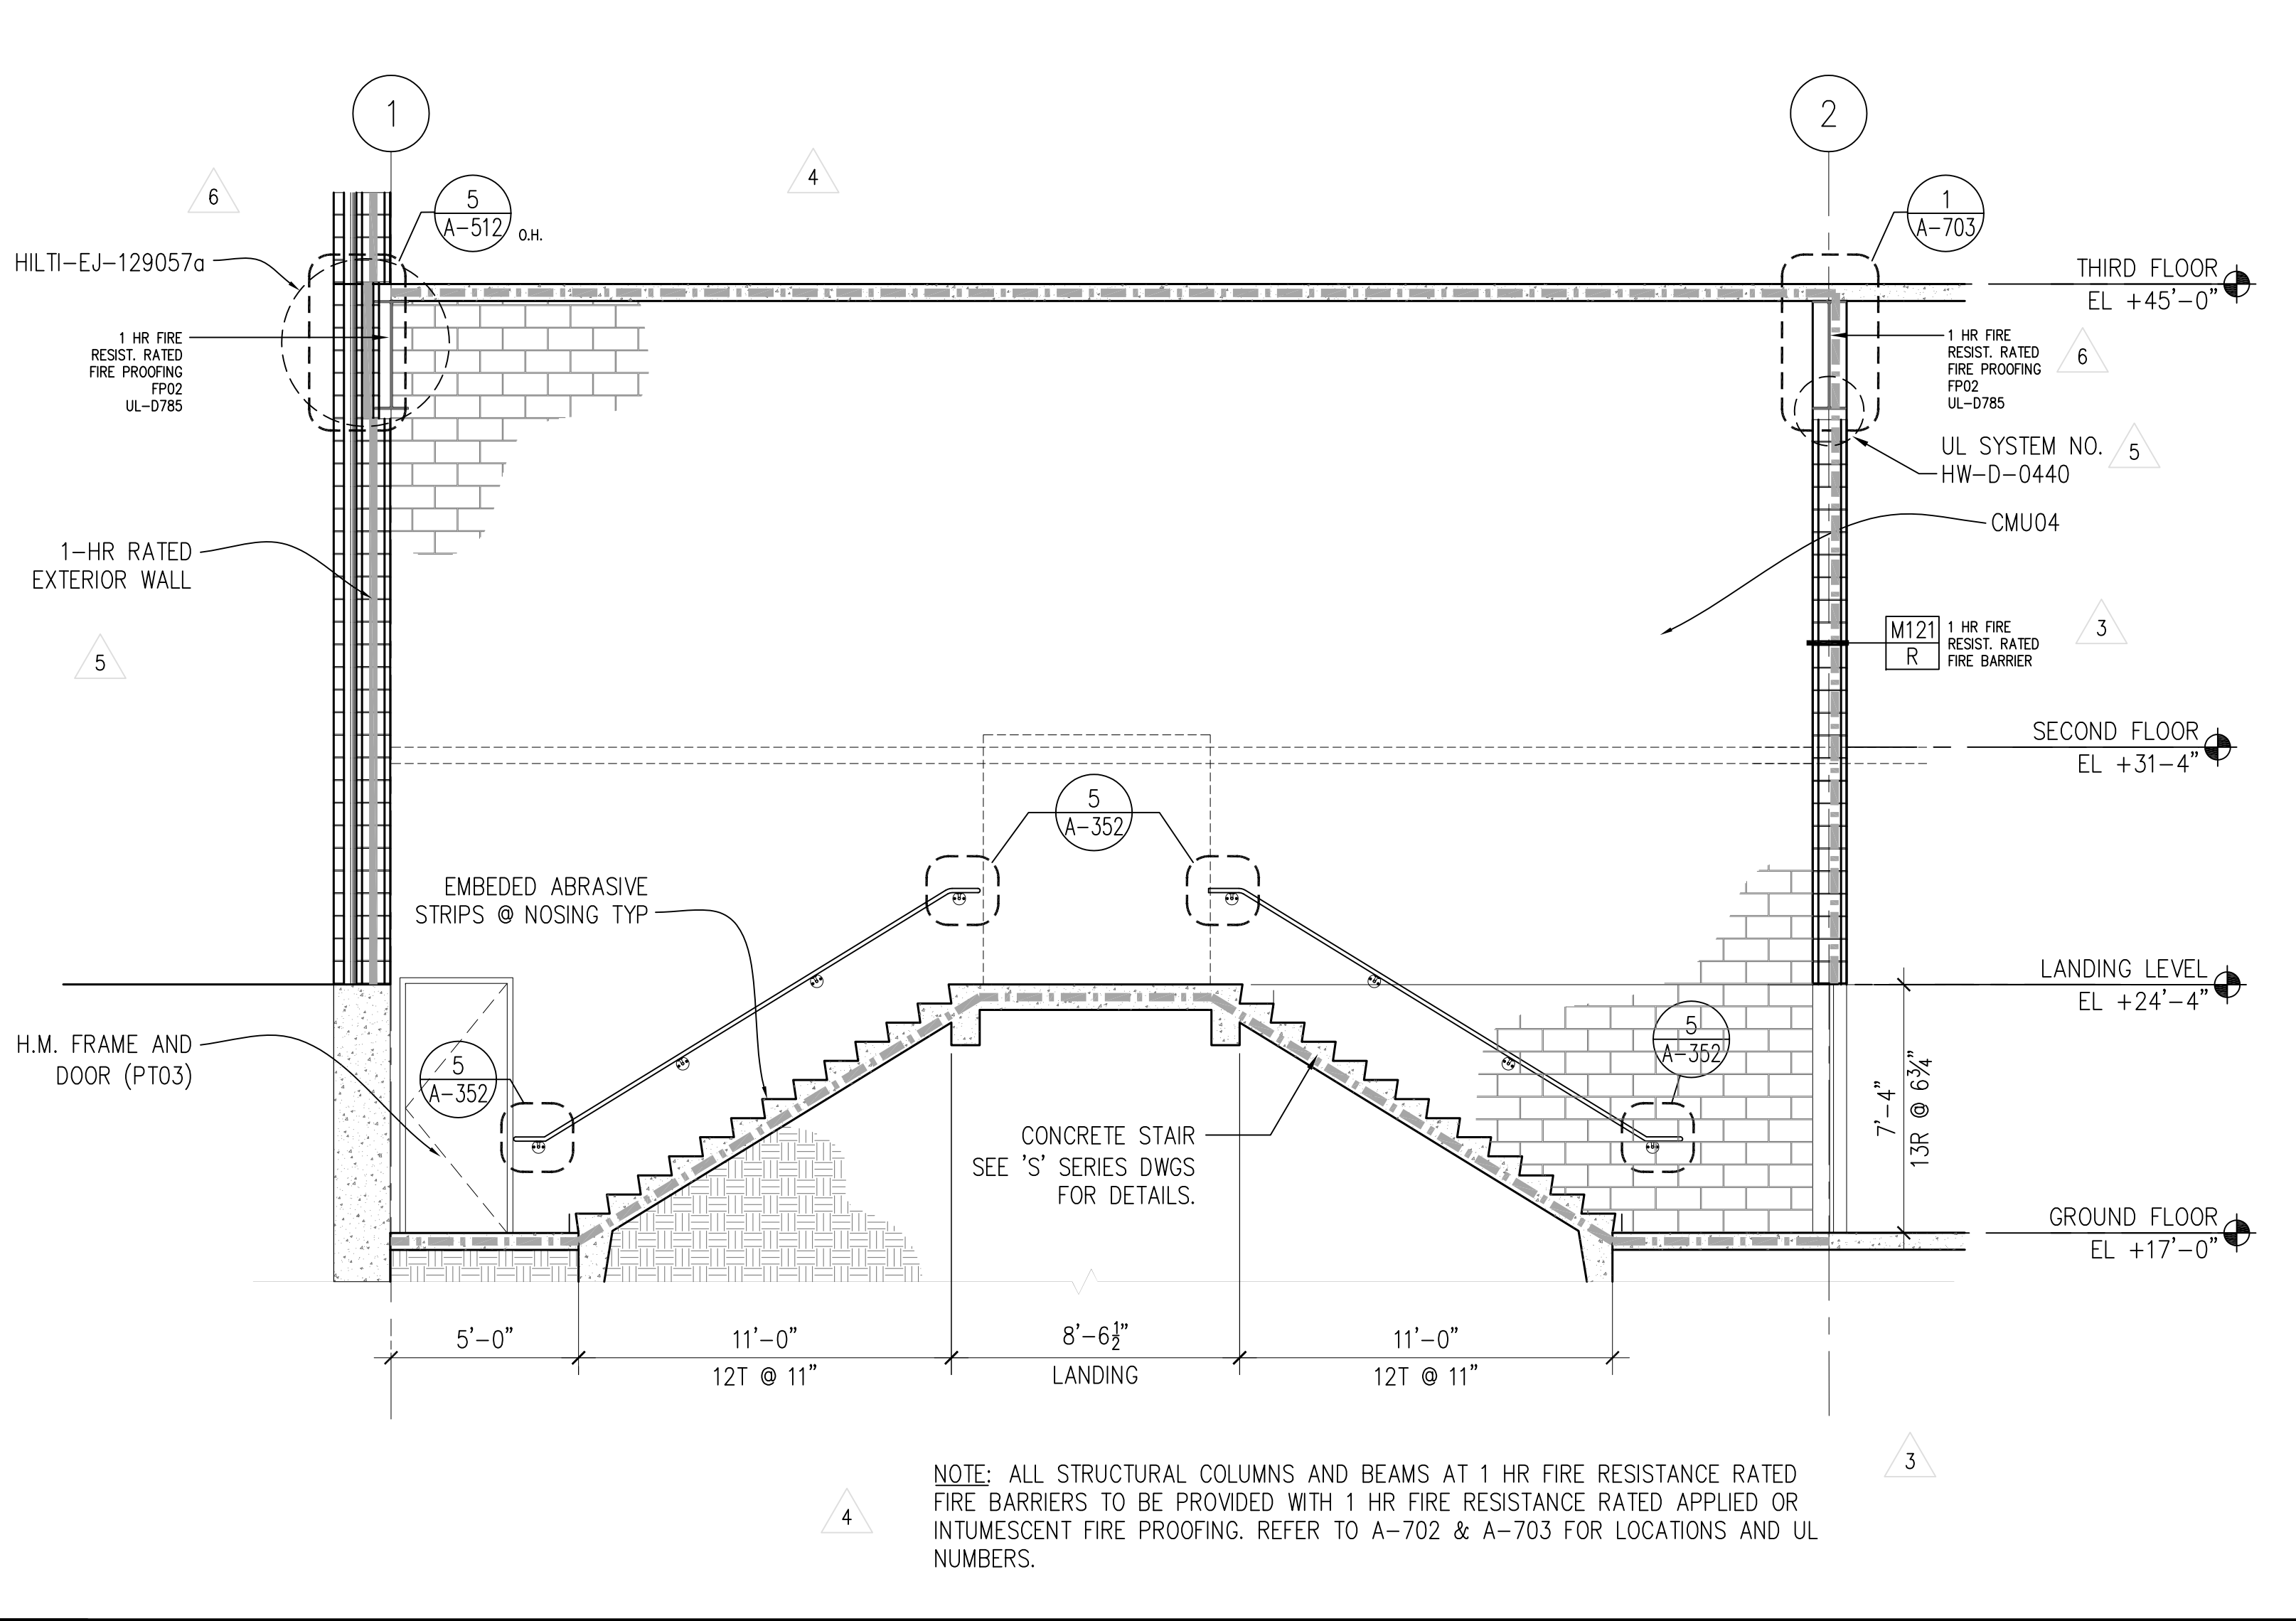 1
2
6
4
5
A-512
O.H.
1
A-703
HILTI-EJ-129057a
THIRD FLOOR
EL +45'-0"
1 HR FIRE
RESIST. RATED
FIRE PROOFING
FP02
UL-D785
1 HR FIRE
RESIST. RATED
FIRE PROOFING
FP02
UL-D785
6
UL SYSTEM NO.
HW-D-0440
5
CMU04
1-HR RATED
EXTERIOR WALL
5
M121
R
1 HR FIRE
RESIST. RATED
FIRE BARRIER
3
SECOND FLOOR
EL +31-4"
5
A-352
EMBEDED ABRASIVE
STRIPS @ NOSING TYP
LANDING LEVEL
EL +24'-4"
H.M. FRAME AND
DOOR (PT03)
5
A-352
5
A-352
CONCRETE STAIR
SEE 'S' SERIES DWGS
FOR DETAILS.
7'-4"
13R @ 6¾"
GROUND FLOOR
EL +17'-0"
5'-0"
11'-0"
12T @ 11"
8'-6½"
LANDING
11'-0"
12T @ 11"
3
4
NOTE: ALL STRUCTURAL COLUMNS AND BEAMS AT 1 HR FIRE RESISTANCE RATED
FIRE BARRIERS TO BE PROVIDED WITH 1 HR FIRE RESISTANCE RATED APPLIED OR
INTUMESCENT FIRE PROOFING. REFER TO A-702 & A-703 FOR LOCATIONS AND UL
NUMBERS.